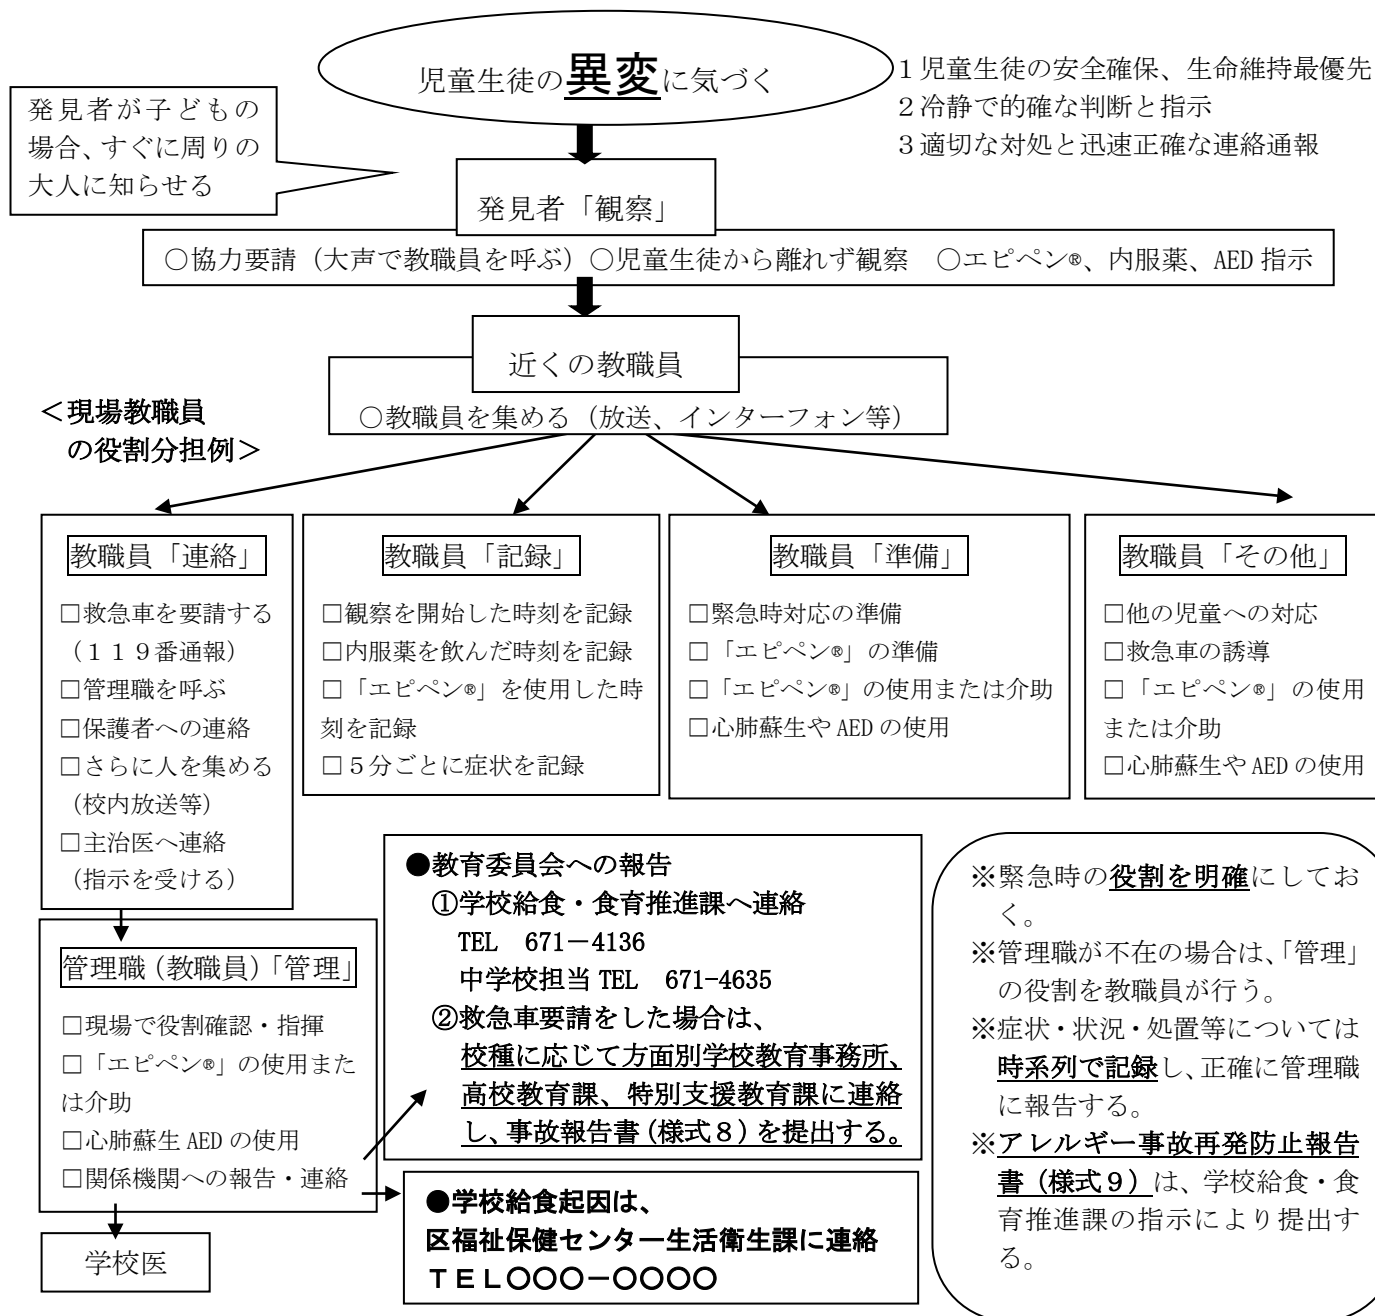 児童生徒の異変に気づく
1 児童生徒の安全確保、生命維持最優先
2 冷静で的確な判断と指示
3 適切な対処と迅速正確な連絡通報
発見者が子どもの
場合、すぐに周りの
大人に知らせる
発見者「観察」
○協力要請（大声で教職員を呼ぶ）○児童生徒から離れず観察　○エピペン®、内服薬、AED 指示
近くの教職員
○教職員を集める（放送、インターフォン等）
＜現場教職員
の役割分担例＞
教職員「連絡」
□救急車を要請する
（１１９番通報）
□管理職を呼ぶ
□保護者への連絡
□さらに人を集める
（校内放送等）
□主治医へ連絡
（指示を受ける）
教職員「記録」
□観察を開始した時刻を記録
□内服薬を飲んだ時刻を記録
□「エピペン®」を使用した時
刻を記録
□５分ごとに症状を記録
教職員「準備」
□緊急時対応の準備
□「エピペン®」の準備
□「エピペン®」の使用または介助
□心肺蘇生や AED の使用
教職員「その他」
□他の児童への対応
□救急車の誘導
□「エピペン®」の使用
または介助
□心肺蘇生や AED の使用
管理職（教職員）「管理」
□現場で役割確認・指揮
□「エピペン®」の使用また
は介助
□心肺蘇生 AED の使用
□関係機関への報告・連絡
学校医
●教育委員会への報告
①学校給食・食育推進課へ連絡
TEL　671－4136
中学校担当 TEL　671-4635
②救急車要請をした場合は、
校種に応じて方面別学校教育事務所、
高校教育課、特別支援教育課に連絡
し、事故報告書（様式８）を提出する。
●学校給食起因は、
区福祉保健センター生活衛生課に連絡
ＴＥＬ○○○－○○○○
※緊急時の役割を明確にしてお
く。
※管理職が不在の場合は、「管理」
の役割を教職員が行う。
※症状・状況・処置等については
時系列で記録し、正確に管理職
に報告する。
※アレルギー事故再発防止報告
書（様式９）は、学校給食・食
育推進課の指示により提出す
る。